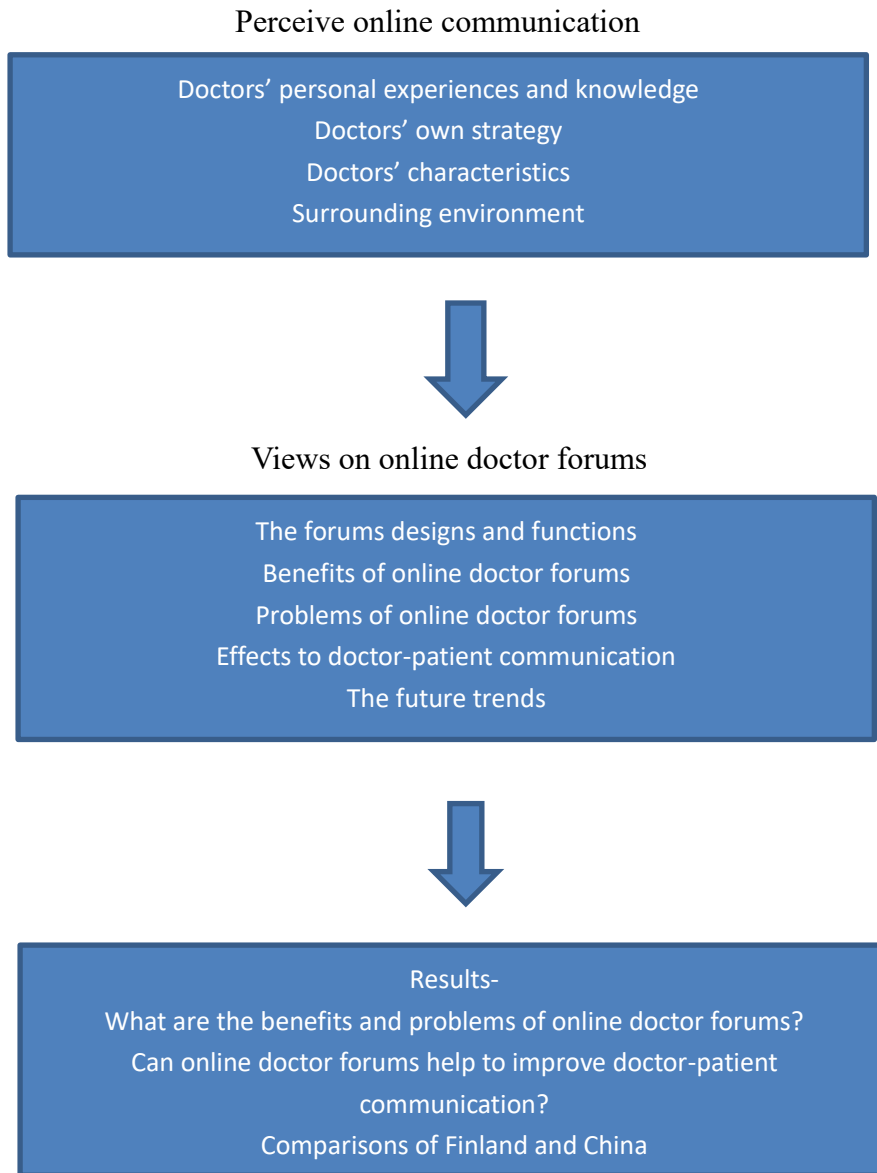 Perceive online communication
Doctors’ personal experiences and knowledge
Doctors’ own strategy
Doctors’ characteristics
Surrounding environment
Views on online doctor forums
The forums designs and functions
Benefits of online doctor forums
Problems of online doctor forums
Effects to doctor-patient communication
The future trends
Results-
What are the benefits and problems of online doctor forums?
Can online doctor forums help to improve doctor-patient
communication?
Comparisons of Finland and China